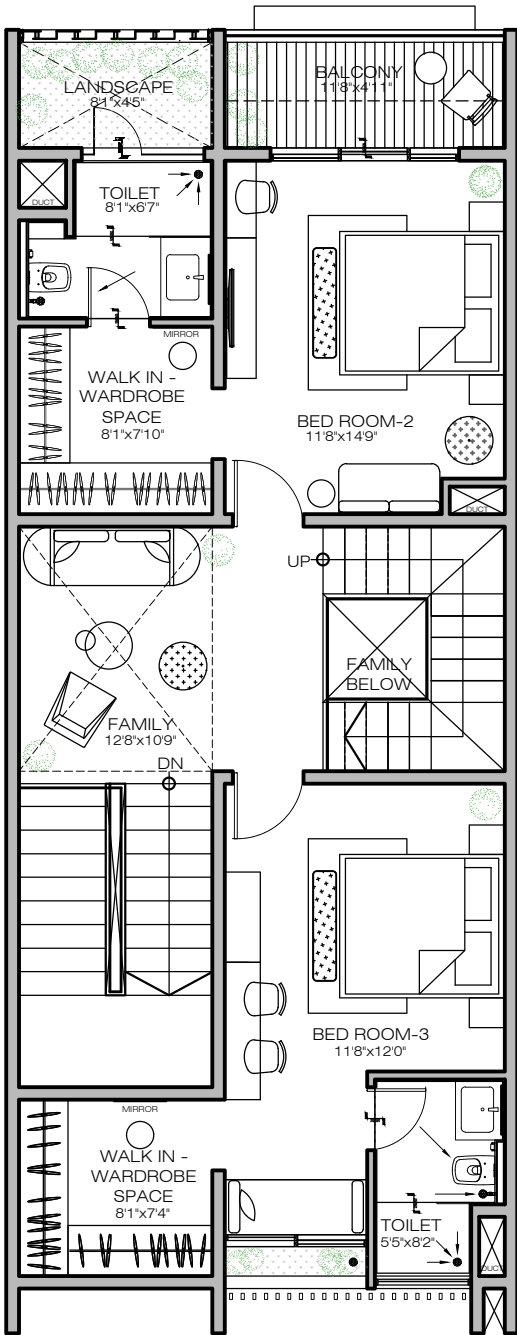 LANDSCAPE
8'1"x4'5"
BALCONY
11'8"x4'11"
DUCT
TOILET
8'1"x6'7"
MIRROR
WALK IN -
WARDROBE
SPACE
8'1"x7'10"
BED ROOM-2
11'8"x14'9"
DUCT
UP
FAMILY
BELOW
FAMILY
12'8"x10'9"
DN
BED ROOM-3
11'8"x12'0"
MIRROR
WALK IN -
WARDROBE
SPACE
8'1"x7'4"
TOILET
5'5"x8'2"
DUCT